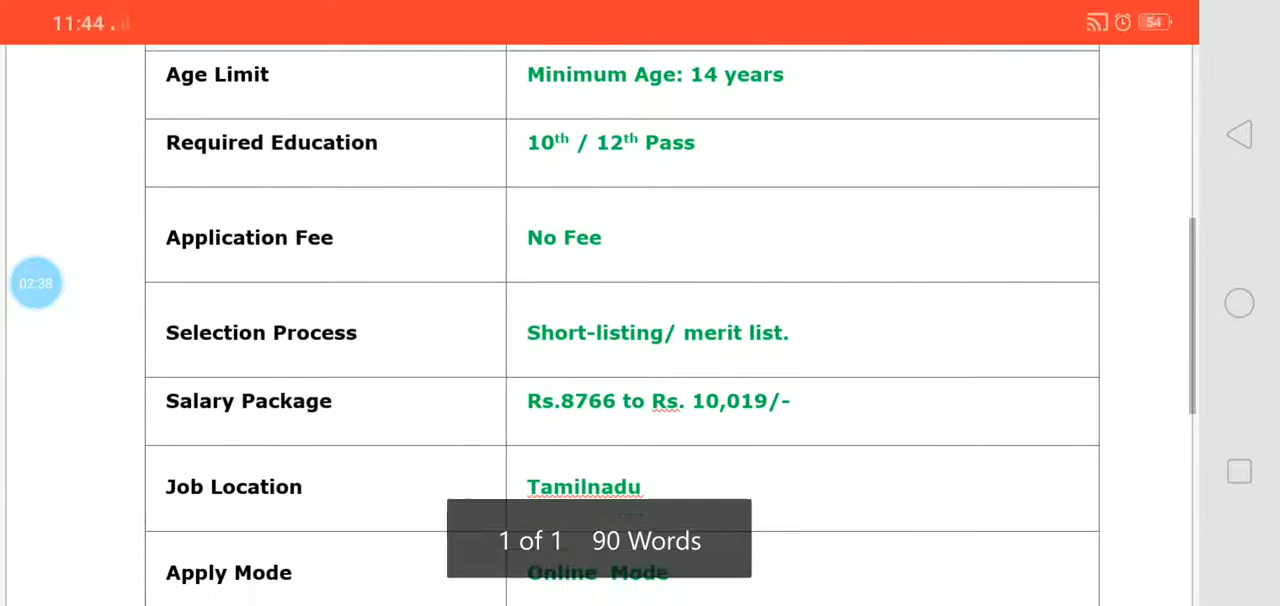 11:44
54
Age Limit Minimum Age: 14 years
Required Education 10th / 12th Pass
Application Fee No Fee
02:38
Selection Process Short-listing/ merit list.
Salary Package Rs.8766 to Rs. 10,019/-
Job Location Tamilnadu
1 of 1 90 Words
Apply Mode Online Mode